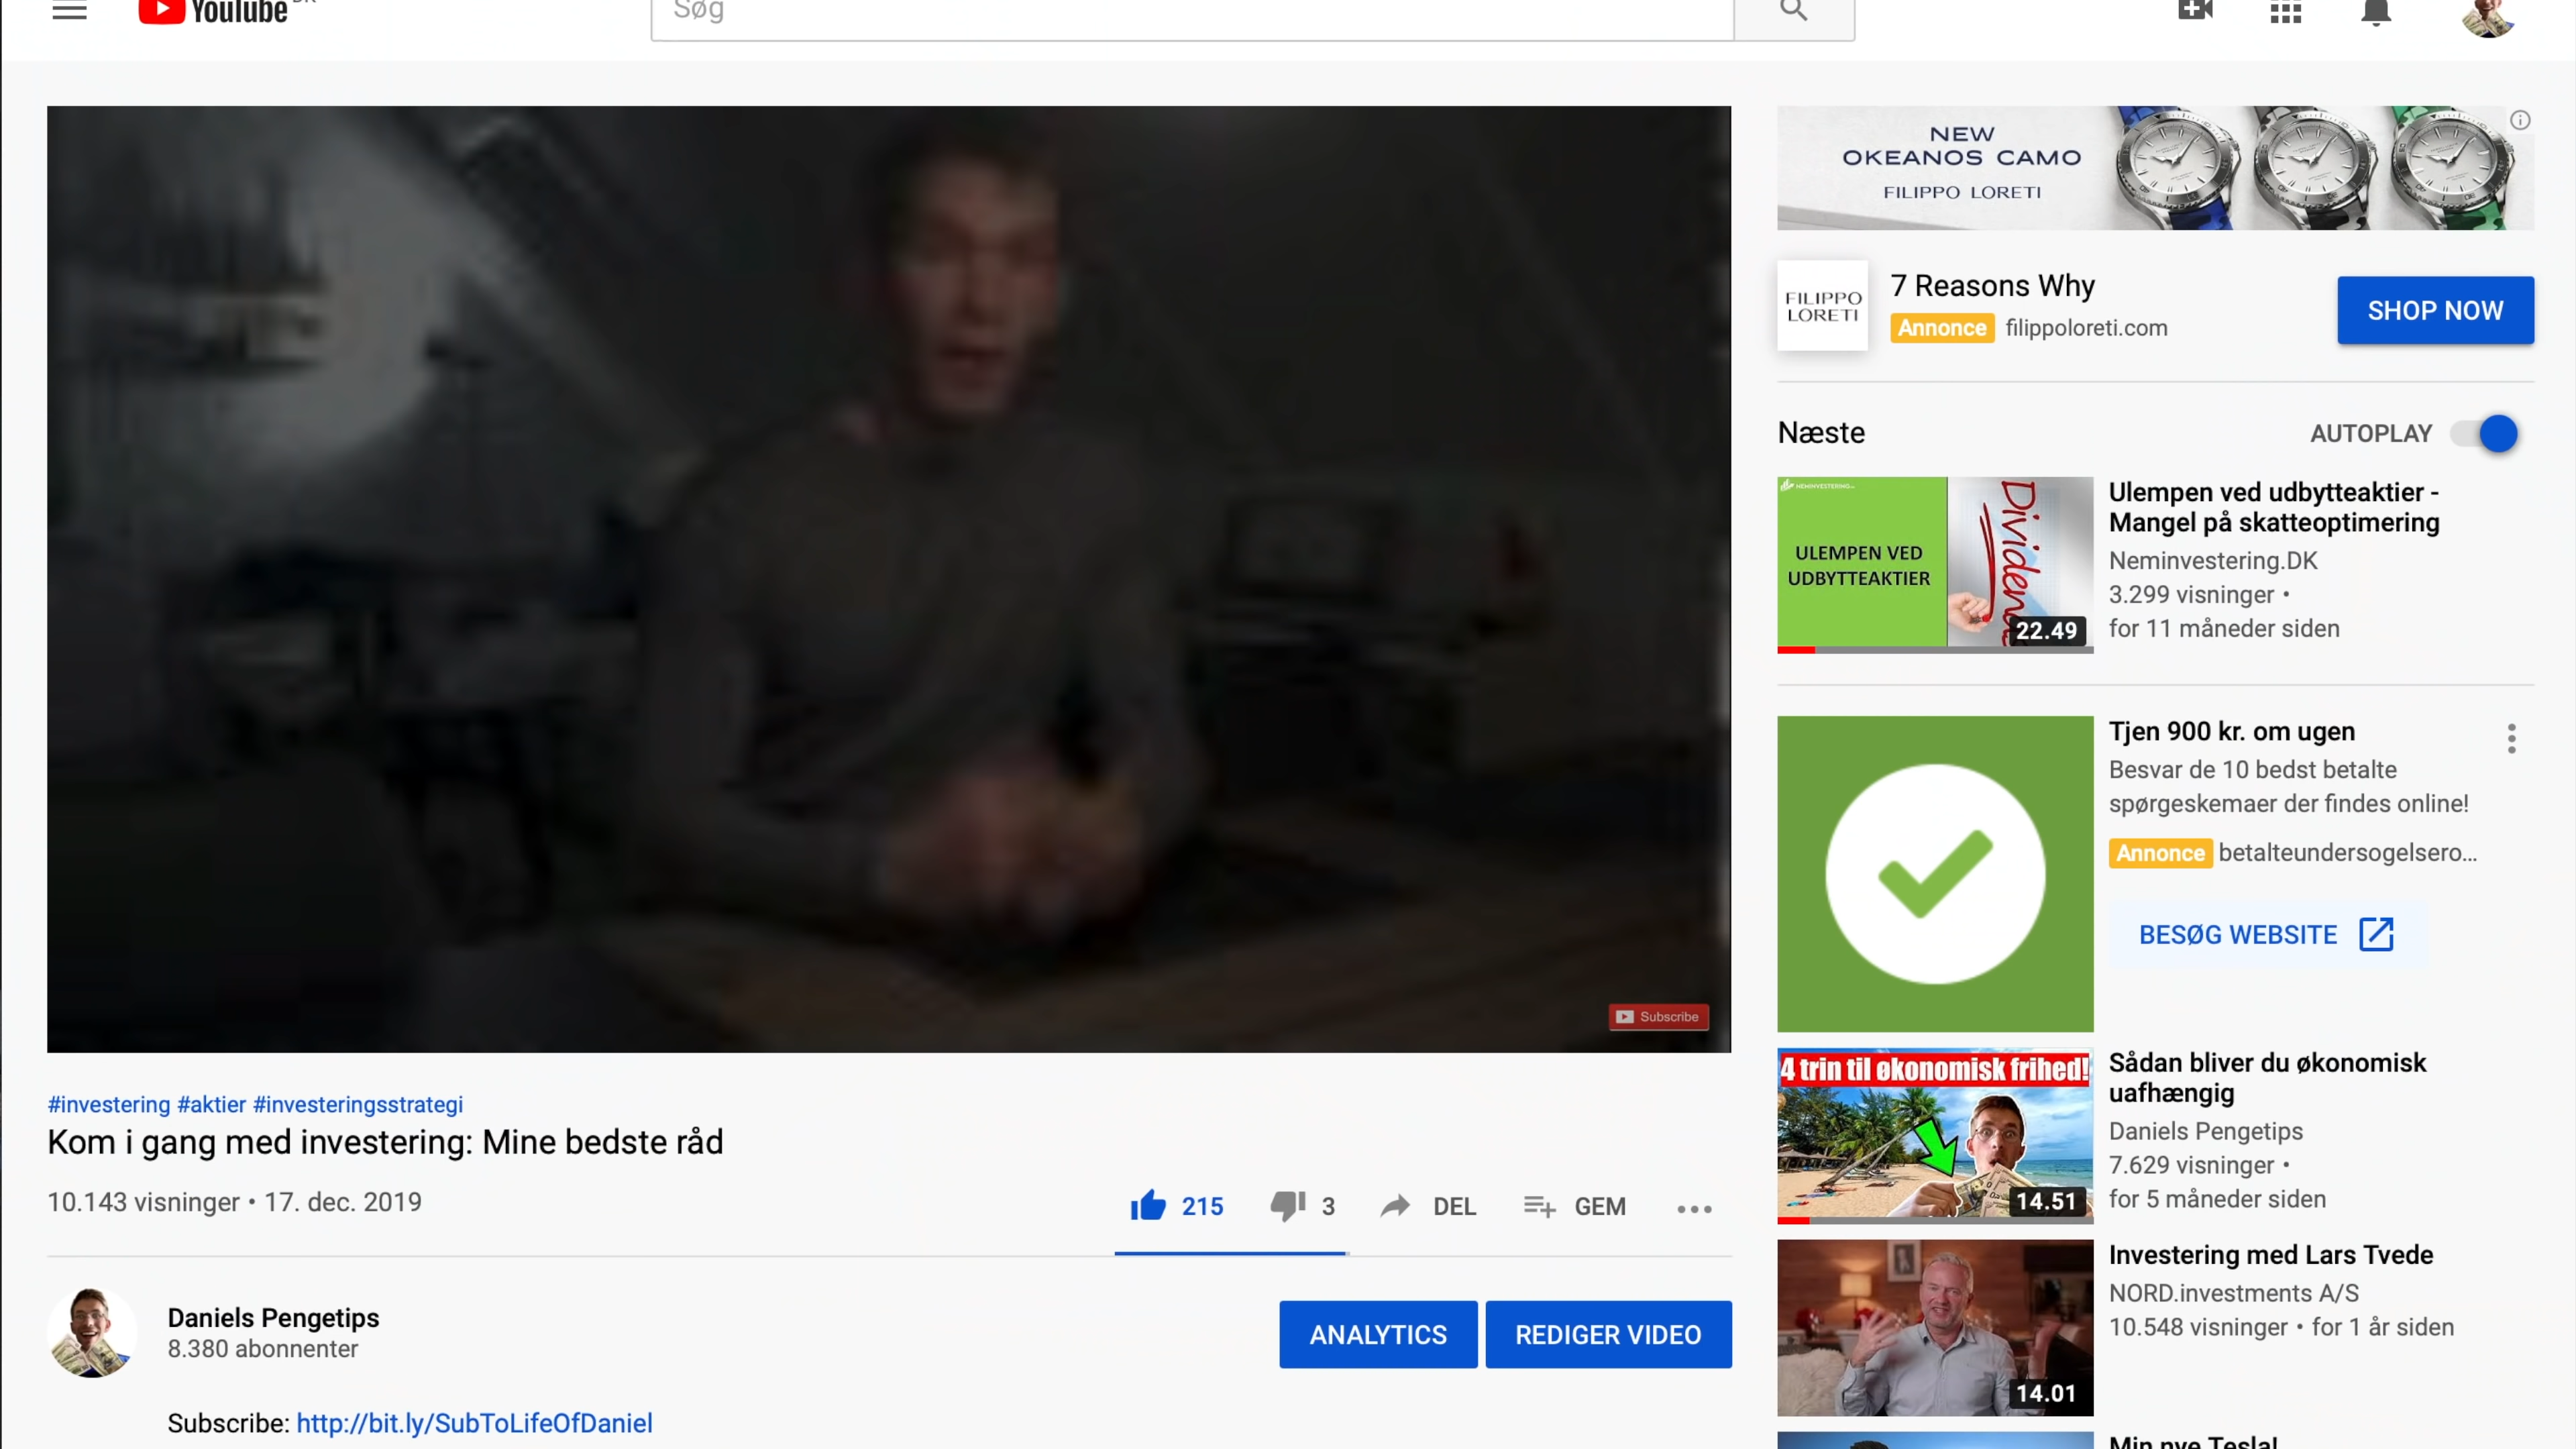 YouTube
Søg
NEW
OKEANOS CAMO
FILIPPO LORETI
FILIPPO
LORETI
7 Reasons Why
Annonce filippoloreti.com
SHOP NOW
Næste
AUTOPLAY
NEMINVESTERING
ULEMPEN VED
UDBYTTEAKTIER
Dividen
22.49
Ulempen ved udbytteaktier -
Mangel på skatteoptimering
Neminvestering.DK
3.299 visninger •
for 11 måneder siden
Tjen 900 kr. om ugen
Besvar de 10 bedst betalte
spørgeskemaer der findes online!
Annonce betalteundersogelsero...
BESØG WEBSITE
4 trin til økonomisk frihed!
14.51
Sådan bliver du økonomisk
uafhængig
Daniels Pengetips
7.629 visninger •
for 5 måneder siden
14.01
Investering med Lars Tvede
NORD.investments A/S
10.548 visninger • for 1 år siden
Min nye Tesla!
Subscribe
#investering #aktier #investeringsstrategi
Kom i gang med investering: Mine bedste råd
10.143 visninger • 17. dec. 2019
215
3
DEL
GEM
Daniels Pengetips
8.380 abonnenter
ANALYTICS
REDIGER VIDEO
Subscribe: http://bit.ly/SubToLifeOfDaniel